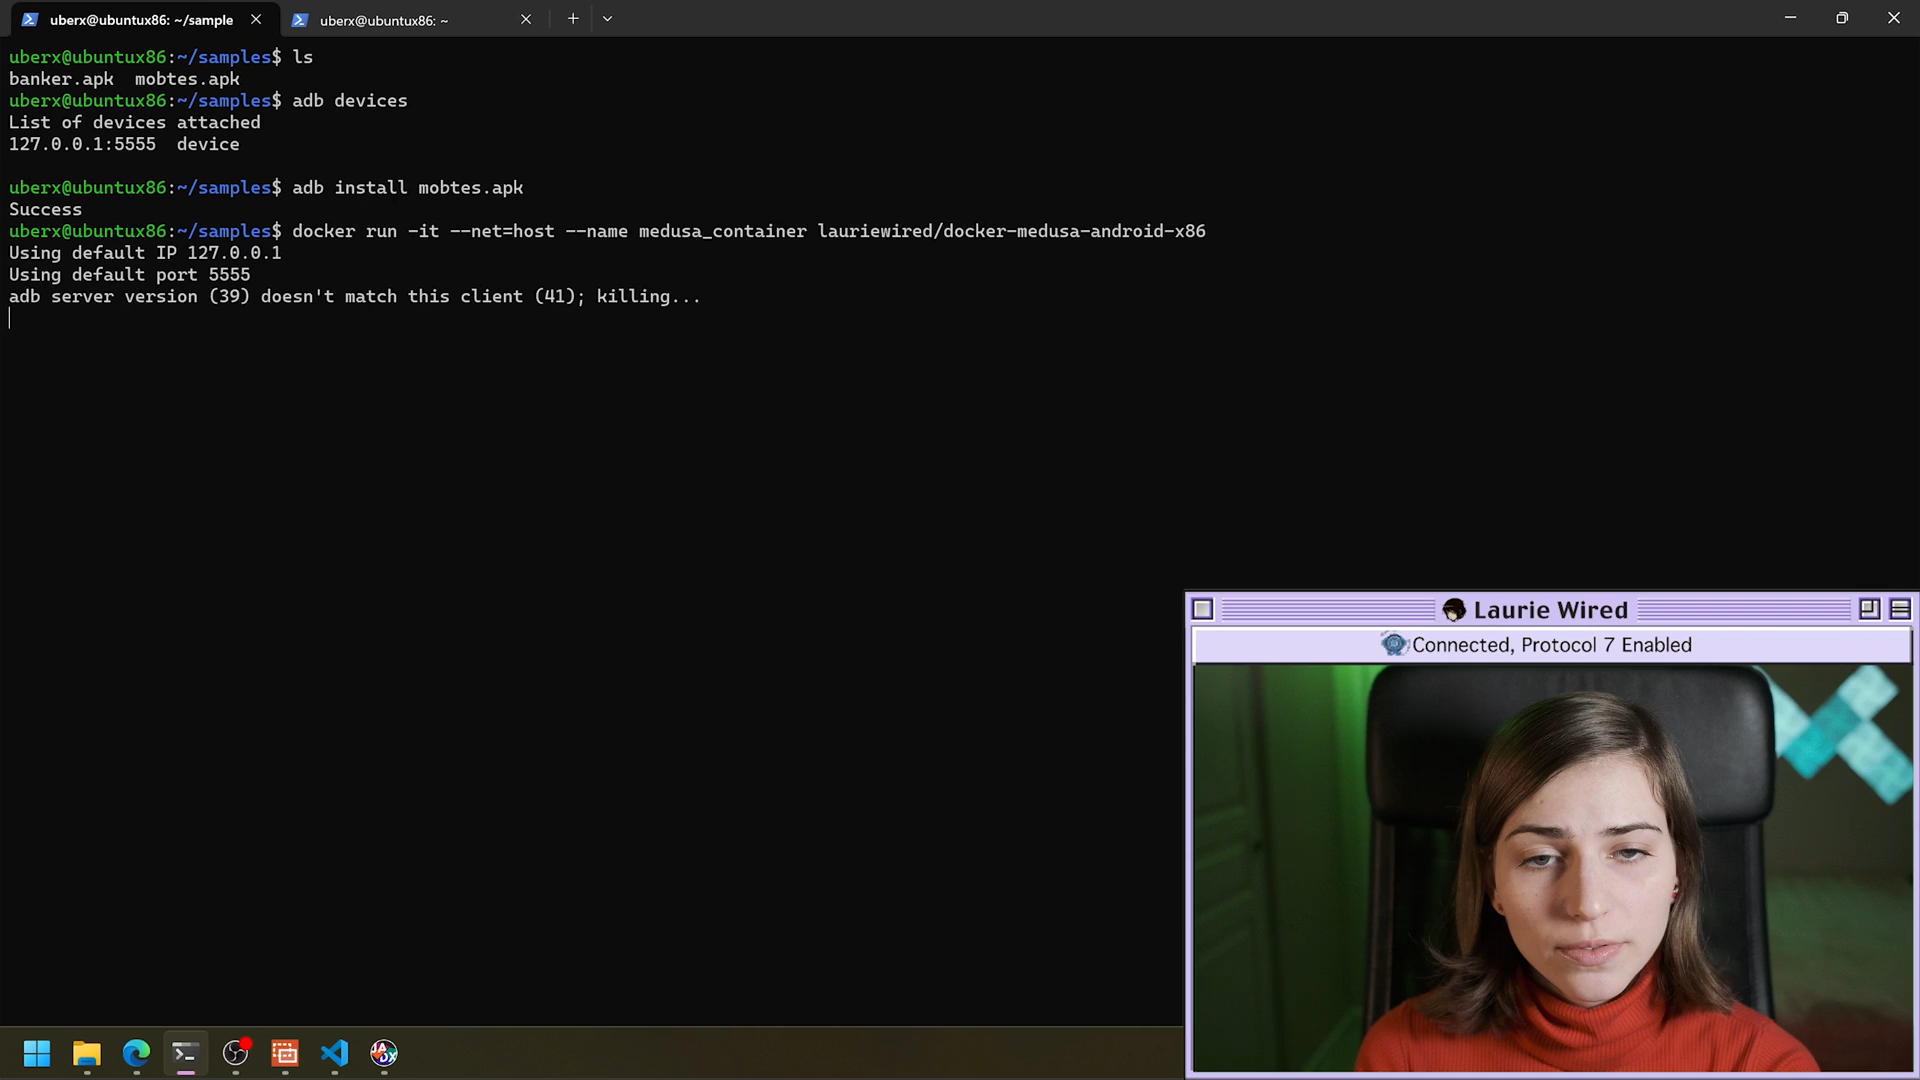 uberx@ubuntux86: ~/sample
uberx@ubuntux86: ~
uberx@ubuntux86:~/samples$ ls
banker.apk  mobtes.apk
uberx@ubuntux86:~/samples$ adb devices
List of devices attached
127.0.0.1:5555  device
uberx@ubuntux86:~/samples$ adb install mobtes.apk
Success
uberx@ubuntux86:~/samples$ docker run -it --net=host --name medusa_container lauriewired/docker-medusa-android-x86
Using default IP 127.0.0.1
Using default port 5555
adb server version (39) doesn't match this client (41); killing...
Laurie Wired
Connected, Protocol 7 Enabled
JADX